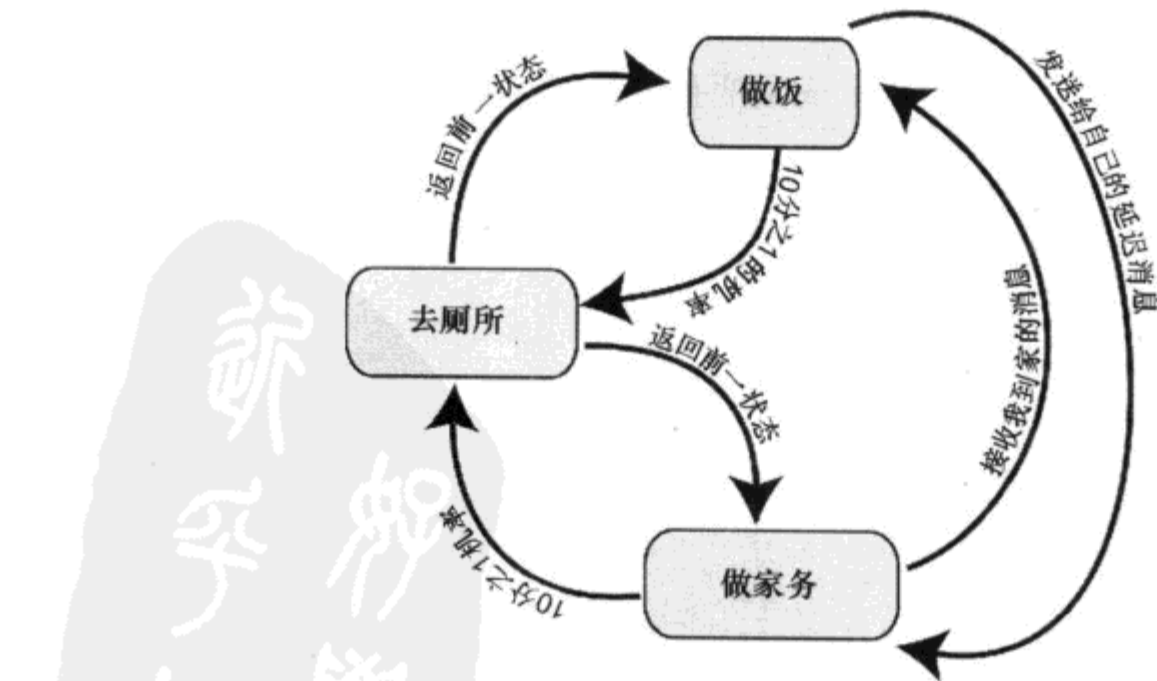 做饭
返回前一状态
发送给自己的延迟消息
10分之1的机率
接收我到家的消息
去厕所
返回前一状态
10分之1机率
做家务